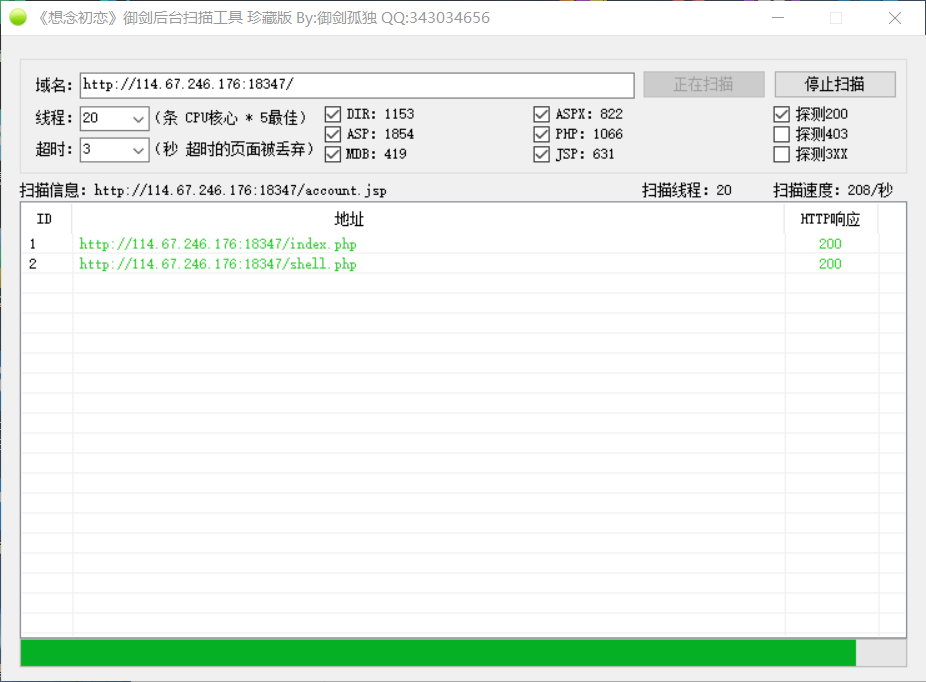 《想念初恋》御剑后台扫描工具 珍藏版 By:御剑孤独 QQ:343034656
域名: http://114.67.246.176:18347/ 正在扫描 停止扫描
线程: 20 (条 CPU核心 * 5最佳) DIR: 1153 ASPX: 822 探测200
ASP: 1854 PHP: 1066 探测403
超时: 3 (秒 超时的页面被丢弃) MDB: 419 JSP: 631 探测3XX
扫描信息: http://114.67.246.176:18347/account.jsp 扫描线程: 20 扫描速度: 208/秒
ID 地址 HTTP响应
1 http://114.67.246.176:18347/index.php 200
2 http://114.67.246.176:18347/shell.php 200